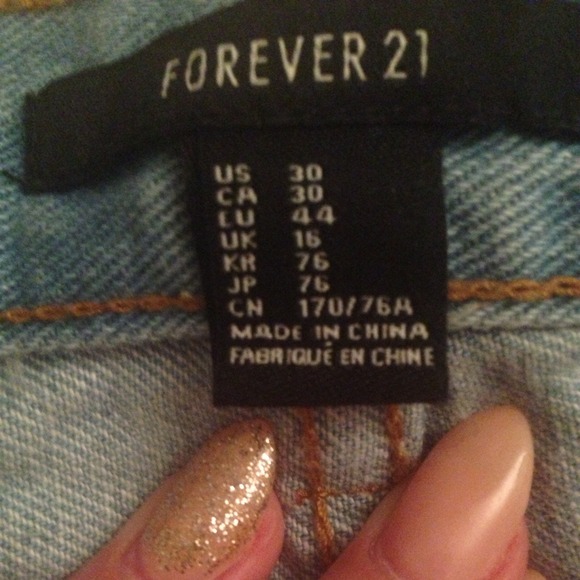 FOREVER 21
US 30
CA 30
EU 44
UK 16
KR 76
JP 76
CN 170/76A
MADE IN CHINA
FABRIQUÉ EN CHINE